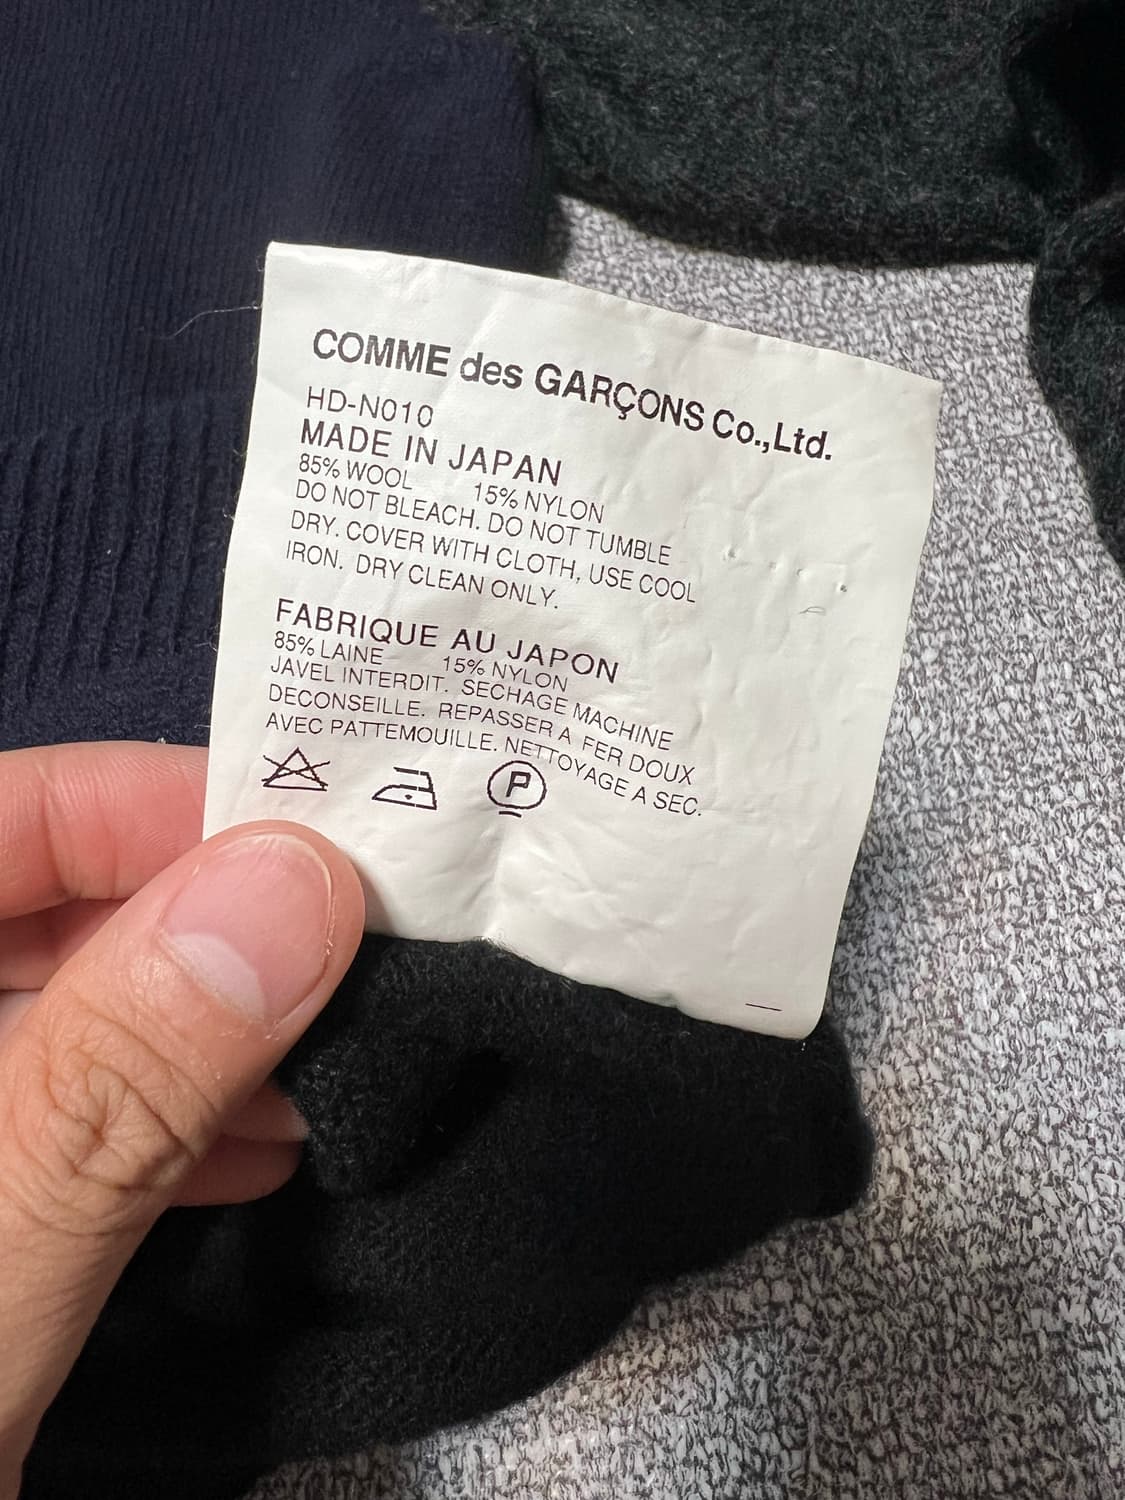 COMME des GARÇONS Co.,Ltd.
HD-N010
MADE IN JAPAN
85% WOOL 15% NYLON
DO NOT BLEACH. DO NOT TUMBLE
DRY. COVER WITH CLOTH, USE COOL
IRON. DRY CLEAN ONLY.
FABRIQUE AU JAPON
85% LAINE 15% NYLON
JAVEL INTERDIT. SECHAGE MACHINE
DECONSEILLE. REPASSER A FER DOUX
AVEC PATTEMOUILLE. NETTOYAGE A SEC.
P